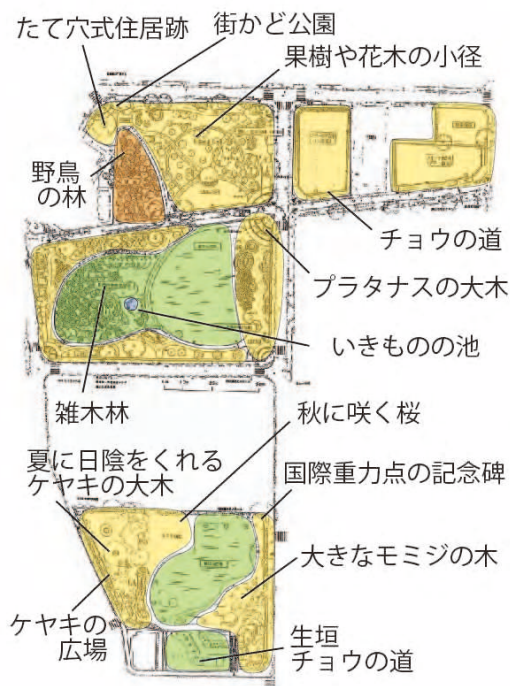 たて穴式住居跡
街かど公園
果樹や花木の小径
野鳥
の林
チョウの道
プラタナスの大木
いきものの池
雑木林
秋に咲く桜
夏に日陰をくれる
ケヤキの大木
国際重力点の記念碑
大きなモミジの木
ケヤキの
広場
生垣
チョウの道